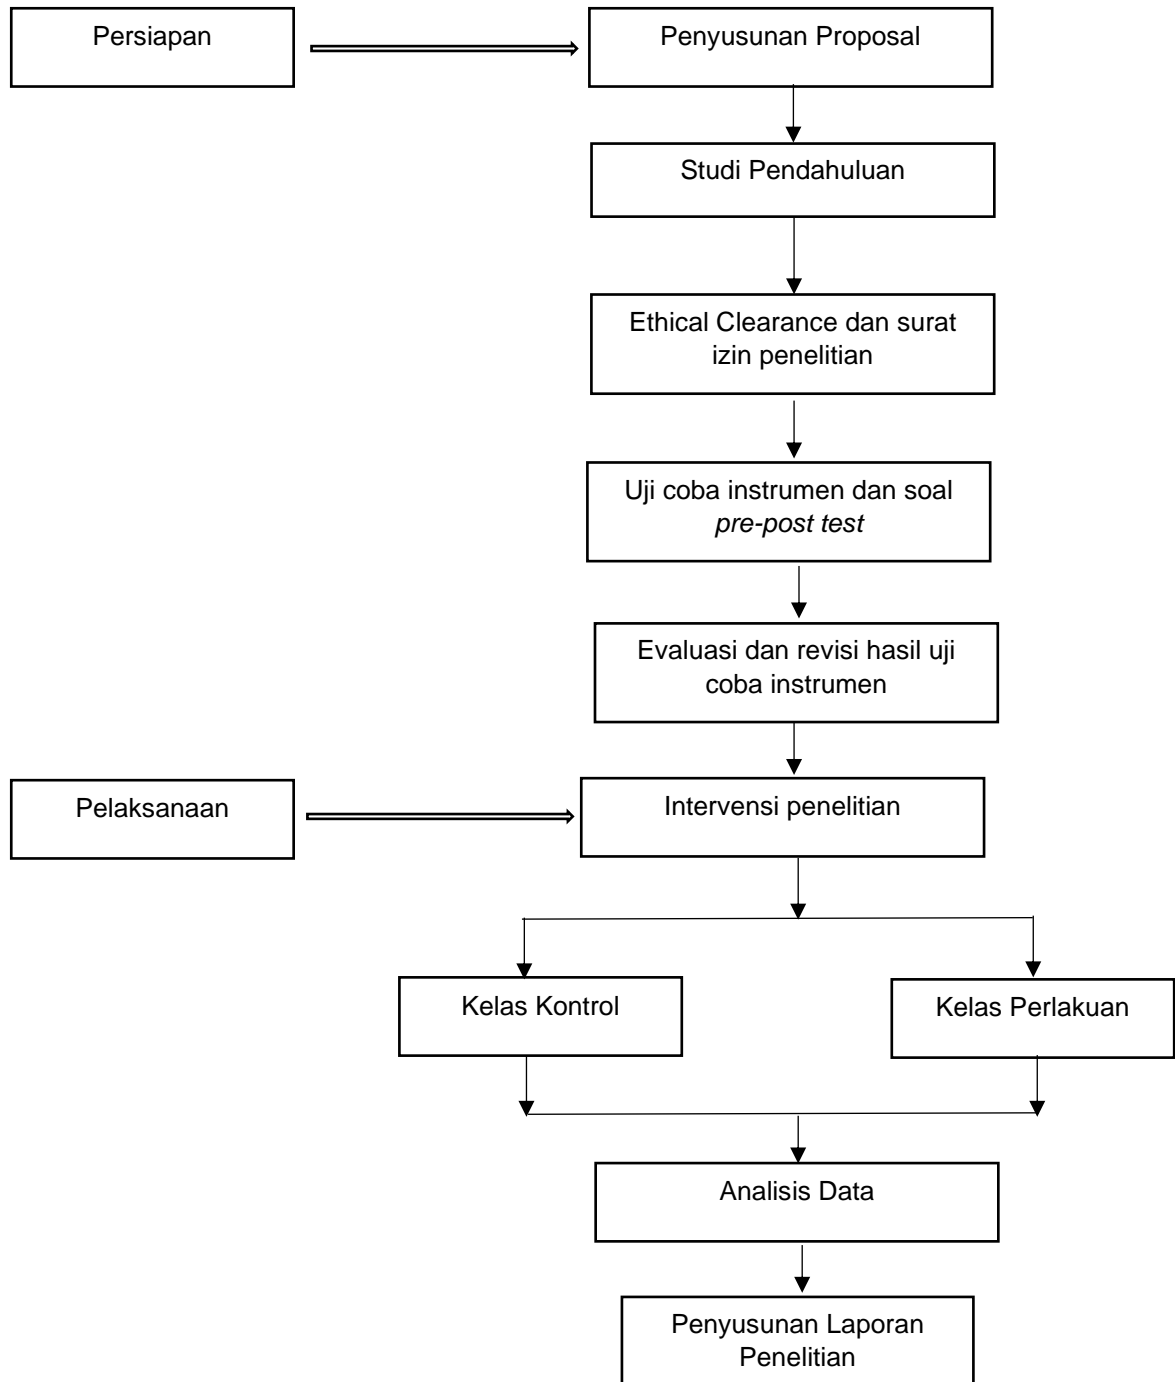 Persiapan
Penyusunan Proposal
Studi Pendahuluan
Ethical Clearance dan surat
izin penelitian
Uji coba instrumen dan soal
pre-post test
Evaluasi dan revisi hasil uji
coba instrumen
Pelaksanaan
Intervensi penelitian
Kelas Kontrol
Kelas Perlakuan
Analisis Data
Penyusunan Laporan
Penelitian